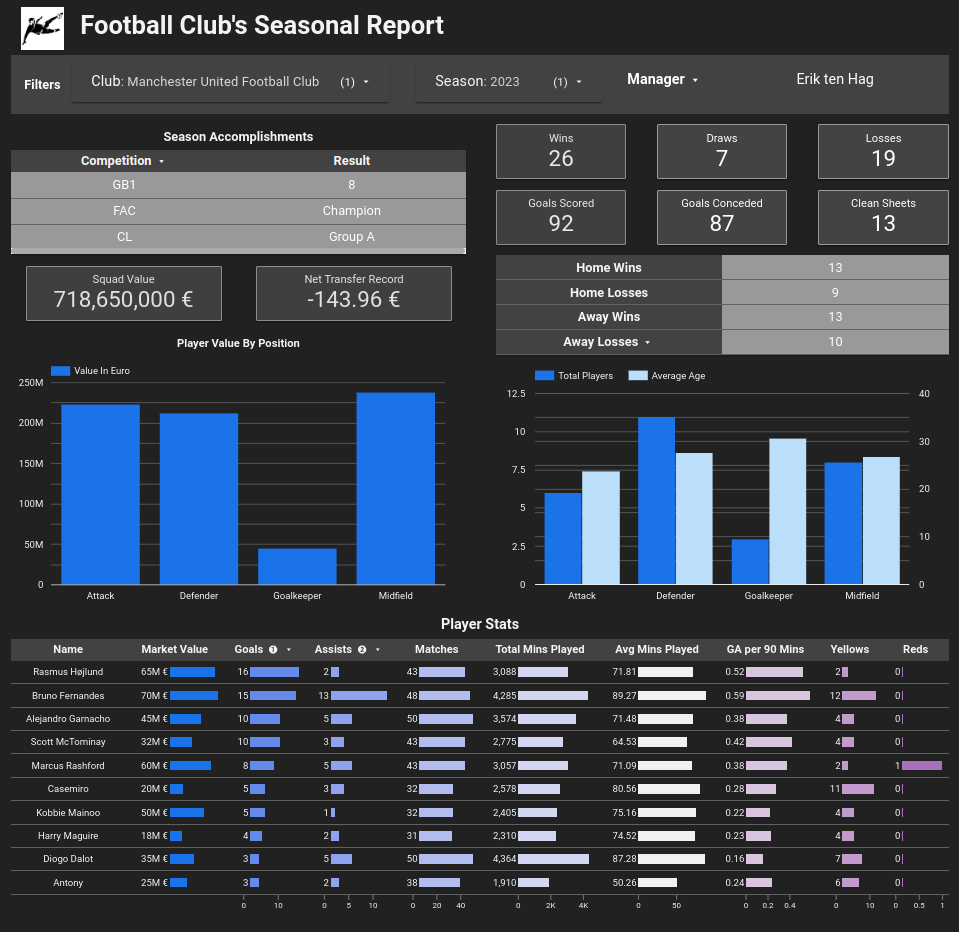 Football Club's Seasonal Report
Filters
Club: Manchester United Football Club (1)
Season: 2023 (1)
Manager
Erik ten Hag
Season Accomplishments
Competition Result
GB1 8
FAC Champion
CL Group A
Squad Value
718,650,000 €
Net Transfer Record
-143.96 €
Wins
26
Draws
7
Losses
19
Goals Scored
92
Goals Conceded
87
Clean Sheets
13
Home Wins 13
Home Losses 9
Away Wins 13
Away Losses 10
Player Value By Position
Value In Euro
250M
200M
150M
100M
50M
0
Attack Defender Goalkeeper Midfield
Total Players Average Age
12.5 40
10 30
7.5 20
5 10
2.5
0 0
Attack Defender Goalkeeper Midfield
Player Stats
Name Market Value Goals 1 Assists 2 Matches Total Mins Played Avg Mins Played GA per 90 Mins Yellows Reds
Rasmus Højlund 65M € 16 2 43 3,088 71.81 0.52 2 0
Bruno Fernandes 70M € 15 13 48 4,285 89.27 0.59 12 0
Alejandro Garnacho 45M € 10 5 50 3,574 71.48 0.38 4 0
Scott McTominay 32M € 10 3 43 2,775 64.53 0.42 4 0
Marcus Rashford 60M € 8 5 43 3,057 71.09 0.38 2 1
Casemiro 20M € 5 3 32 2,578 80.56 0.28 11 0
Kobbie Mainoo 50M € 5 1 32 2,405 75.16 0.22 4 0
Harry Maguire 18M € 4 2 31 2,310 74.52 0.23 4 0
Diogo Dalot 35M € 3 5 50 4,364 87.28 0.16 7 0
Antony 25M € 3 2 38 1,910 50.26 0.24 6 0
0 10 0 5 10 0 20 40 0 2K 4K 0 50 0 0.2 0.4 0 10 0 0.5 1